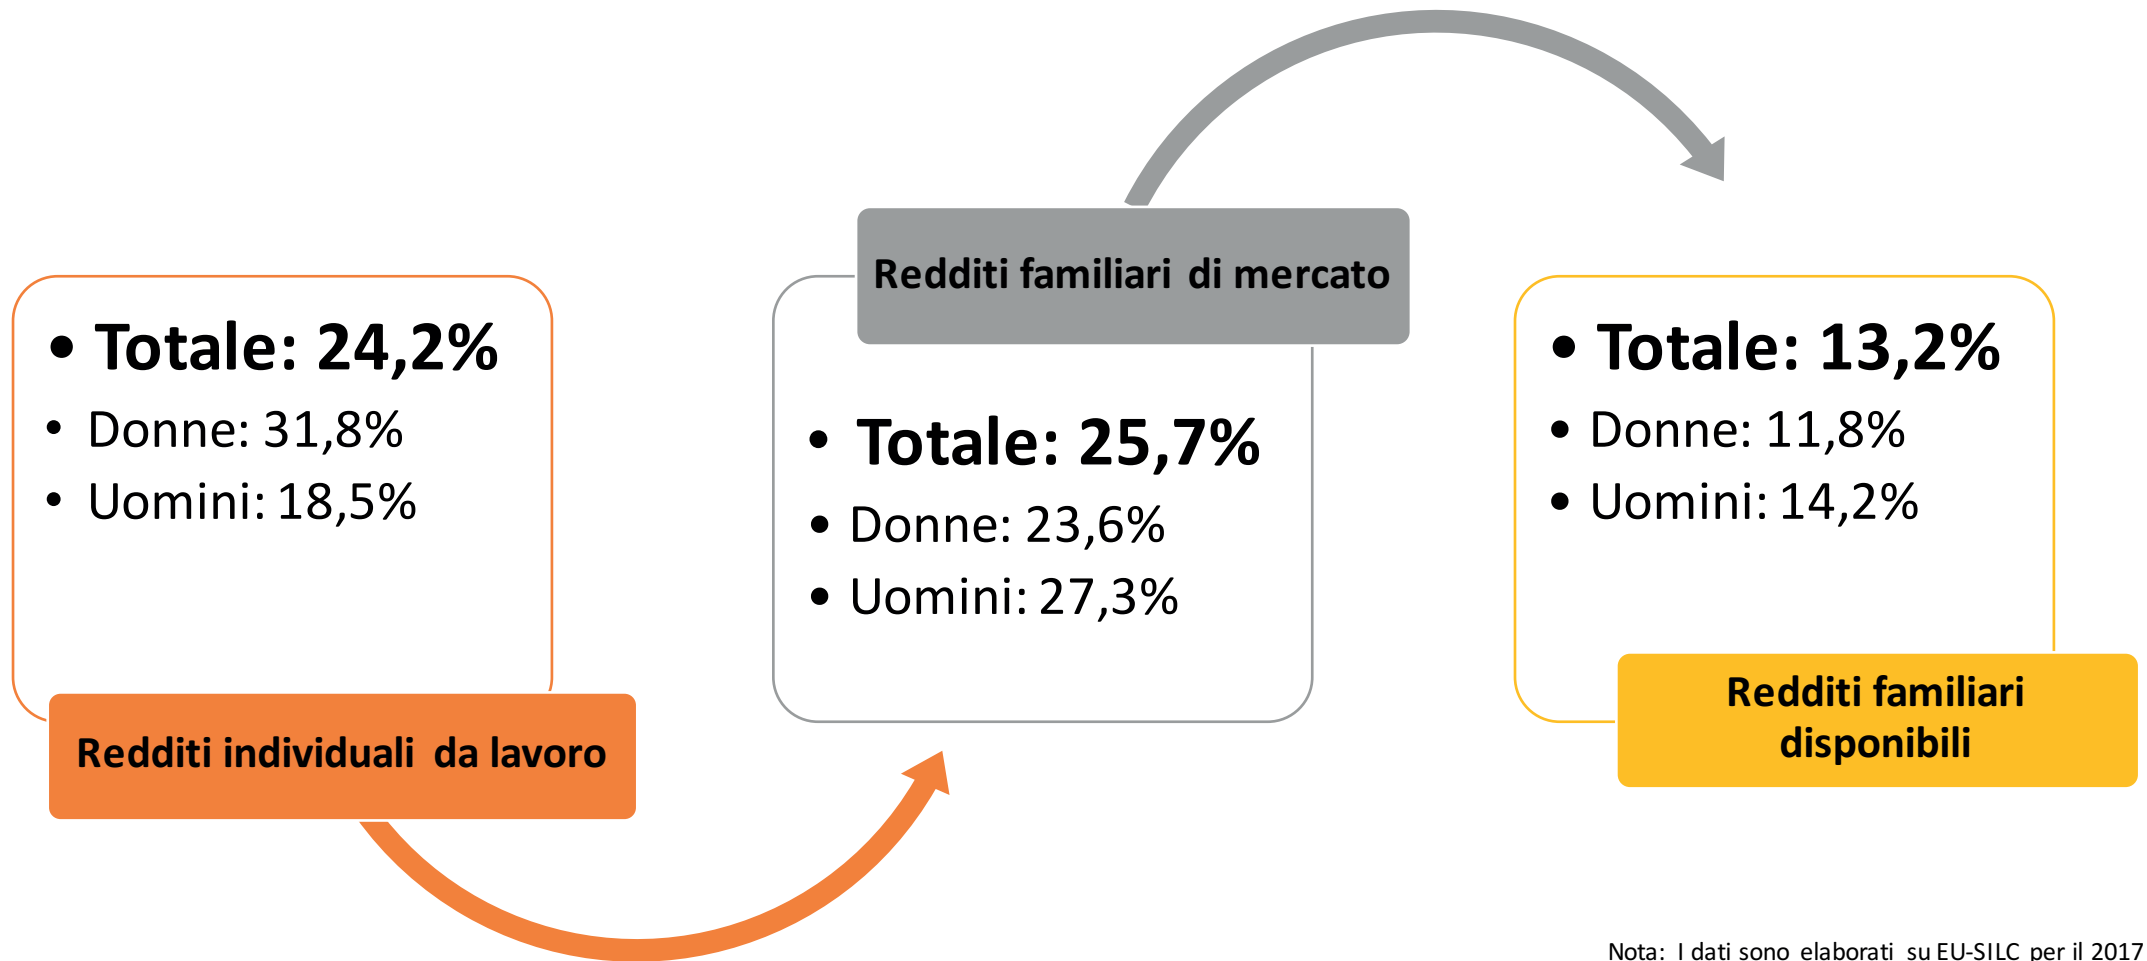 • Totale: 24,2%
• Donne: 31,8%
• Uomini: 18,5%
Redditi individuali da lavoro
Redditi familiari di mercato
• Totale: 25,7%
• Donne: 23,6%
• Uomini: 27,3%
• Totale: 13,2%
• Donne: 11,8%
• Uomini: 14,2%
Redditi familiari
disponibili
Nota: I dati sono elaborati su EU-SILC per il 2017